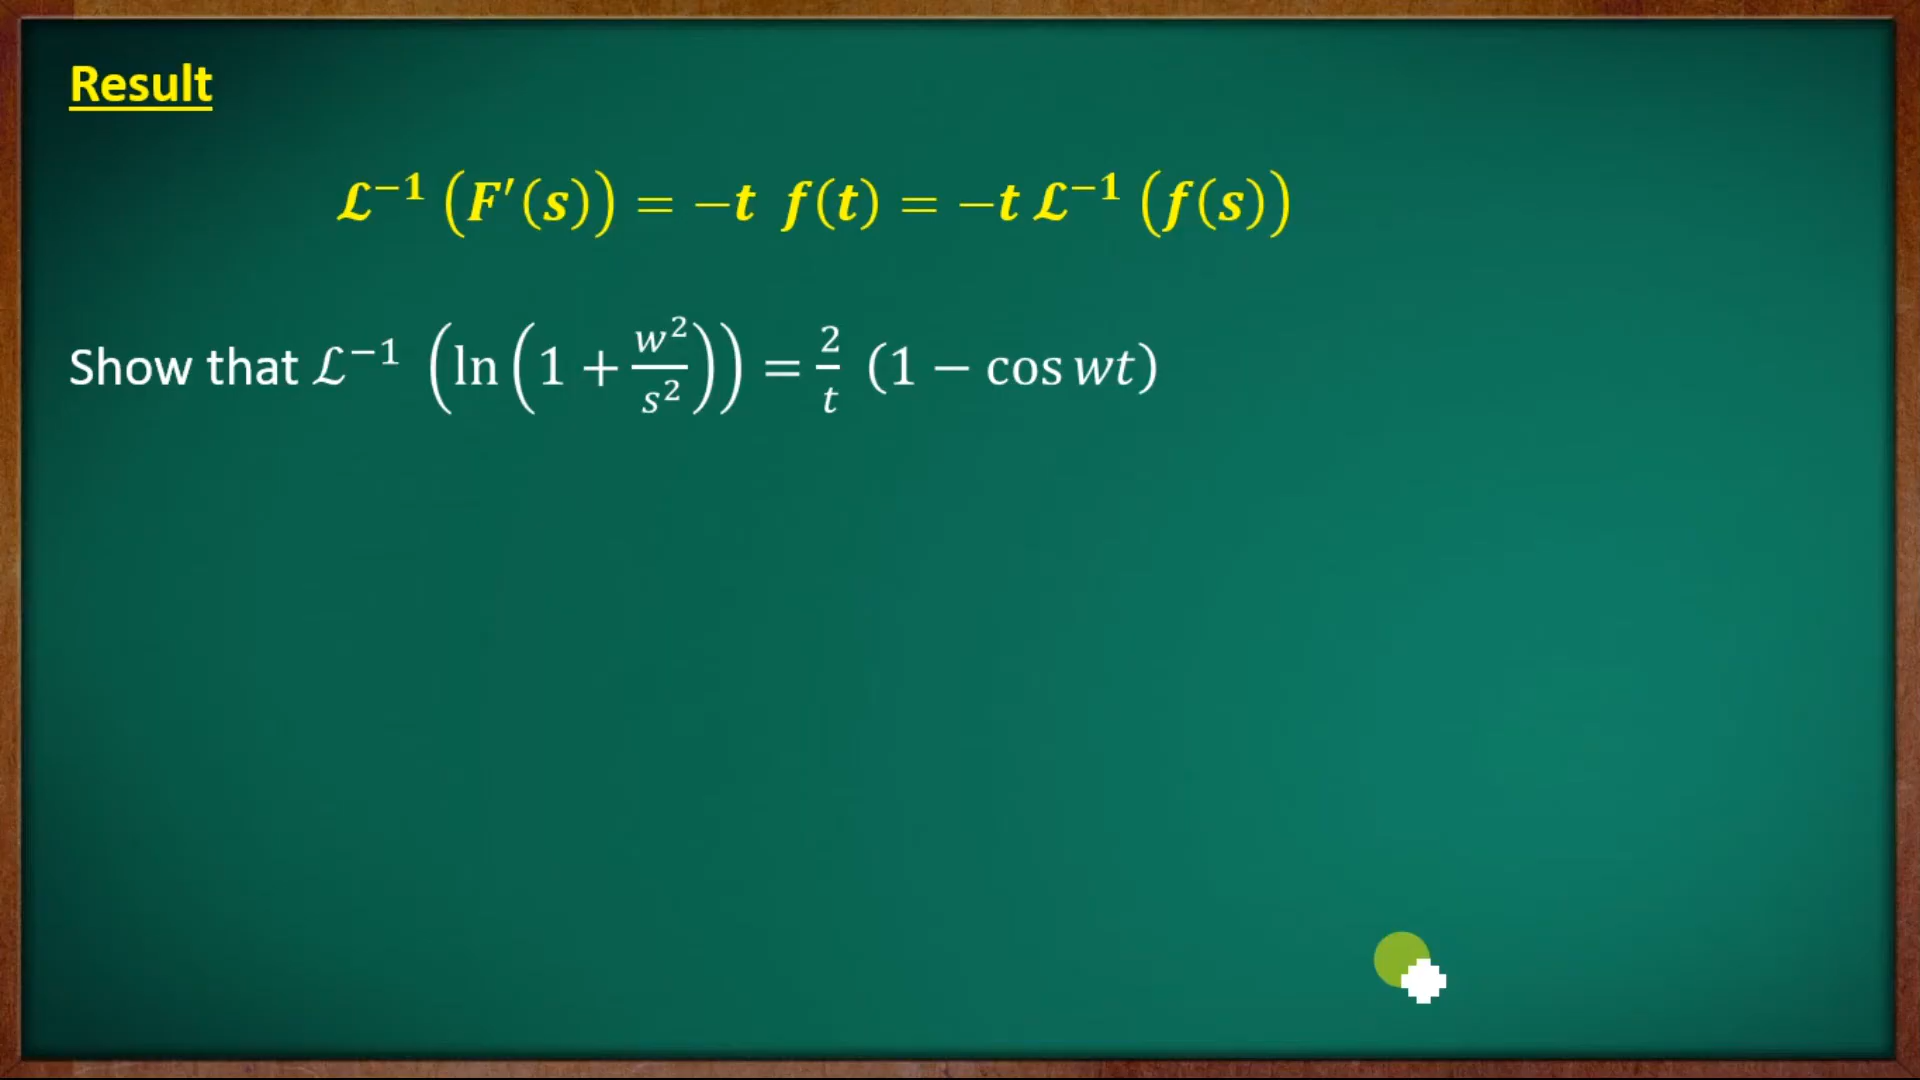 Result
ℒ⁻¹ (F′(s)) = −t f(t) = −t ℒ⁻¹ (f(s))
Show that ℒ⁻¹ (ln(1 + w²/s²)) = 2/t (1 − cos wt)